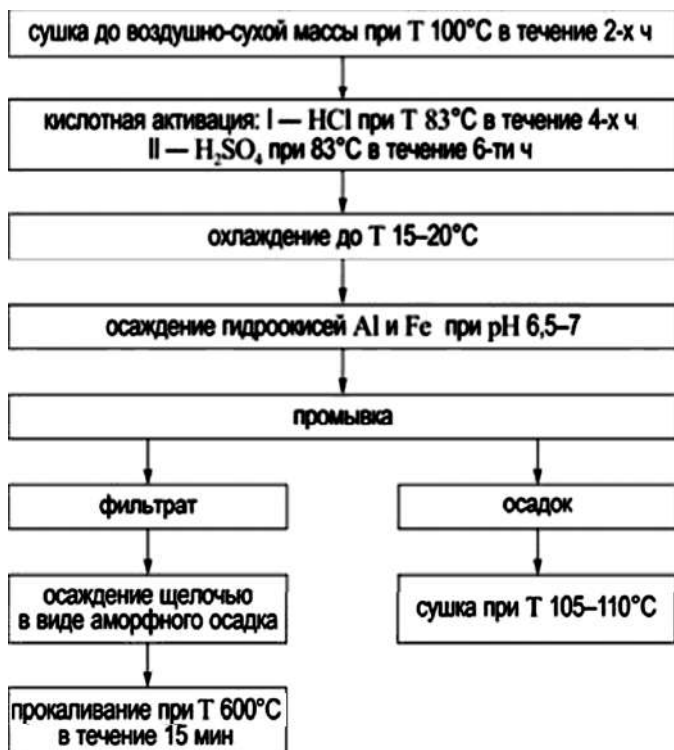 сушка до воздушно-сухой массы при T 100°C в течение 2-х ч
кислотная активация: I — HCl при T 83°C в течение 4-х ч
II — H₂SO₄ при 83°C в течение 6-ти ч
охлаждение до T 15–20°C
осаждение гидроокисей Al и Fe при pH 6,5–7
промывка
фильтрат
осадок
осаждение щелочью
в виде аморфного осадка
сушка при T 105–110°C
прокаливание при T 600°C
в течение 15 мин